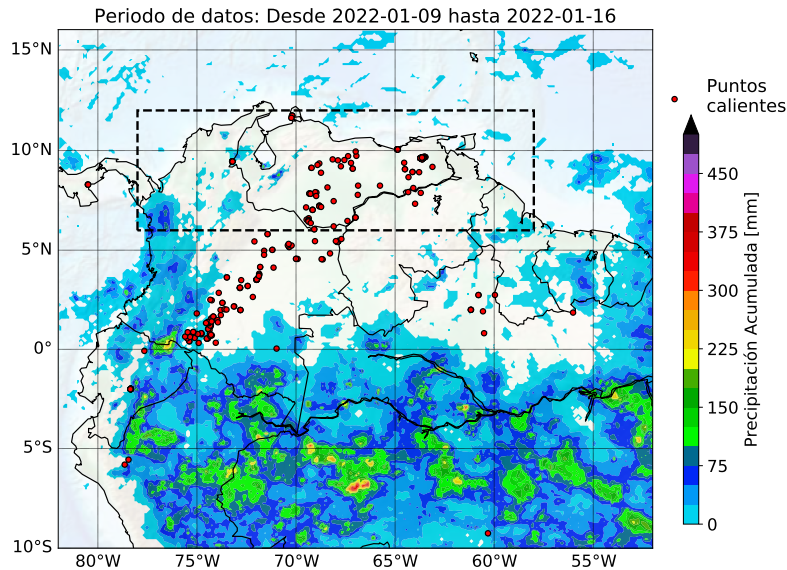 Periodo de datos: Desde 2022-01-09 hasta 2022-01-16
15°N
10°N
5°N
0°
5°S
10°S
80°W
75°W
70°W
65°W
60°W
55°W
Puntos
calientes
450
375
300
225
150
75
0
Precipitación Acumulada [mm]